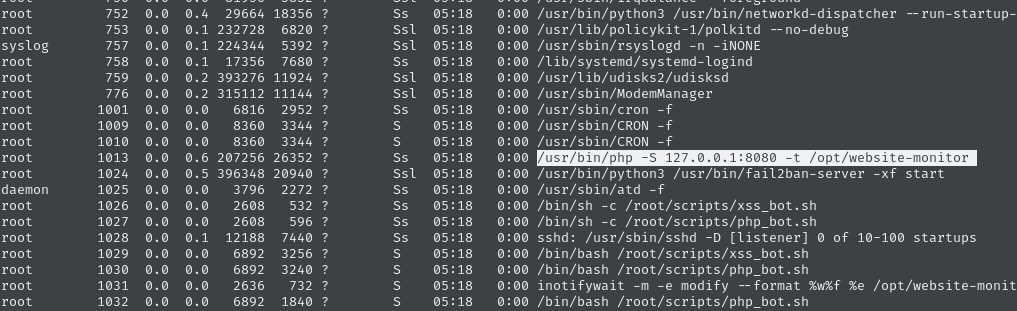 root 752 0.0 0.4 29664 18356 ? Ss 05:18 0:00 /usr/bin/python3 /usr/bin/networkd-dispatcher --run-startup-
root 753 0.0 0.1 232728 6820 ? Ssl 05:18 0:00 /usr/lib/policykit-1/polkitd --no-debug
syslog 757 0.0 0.1 224344 5392 ? Ssl 05:18 0:00 /usr/sbin/rsyslogd -n -iNONE
root 758 0.0 0.1 17356 7680 ? Ss 05:18 0:00 /lib/systemd/systemd-logind
root 759 0.0 0.2 393276 11924 ? Ssl 05:18 0:00 /usr/lib/udisks2/udisksd
root 776 0.0 0.2 315112 11144 ? Ssl 05:18 0:00 /usr/sbin/ModemManager
root 1001 0.0 0.0 6816 2952 ? Ss 05:18 0:00 /usr/sbin/cron -f
root 1009 0.0 0.0 8360 3344 ? S 05:18 0:00 /usr/sbin/CRON -f
root 1010 0.0 0.0 8360 3344 ? S 05:18 0:00 /usr/sbin/CRON -f
root 1013 0.0 0.6 207256 26352 ? Ss 05:18 0:00 /usr/bin/php -S 127.0.0.1:8080 -t /opt/website-monitor
root 1024 0.0 0.5 396348 20940 ? Ssl 05:18 0:00 /usr/bin/python3 /usr/bin/fail2ban-server -xf start
daemon 1025 0.0 0.0 3796 2272 ? Ss 05:18 0:00 /usr/sbin/atd -f
root 1026 0.0 0.0 2608 532 ? Ss 05:18 0:00 /bin/sh -c /root/scripts/xss_bot.sh
root 1027 0.0 0.0 2608 596 ? Ss 05:18 0:00 /bin/sh -c /root/scripts/php_bot.sh
root 1028 0.0 0.1 12188 7440 ? Ss 05:18 0:00 sshd: /usr/sbin/sshd -D [listener] 0 of 10-100 startups
root 1029 0.0 0.0 6892 3256 ? S 05:18 0:00 /bin/bash /root/scripts/xss_bot.sh
root 1030 0.0 0.0 6892 3240 ? S 05:18 0:00 /bin/bash /root/scripts/php_bot.sh
root 1031 0.0 0.0 2636 732 ? S 05:18 0:00 inotifywait -m -e modify --format %w%f %e /opt/website-monit
root 1032 0.0 0.0 6892 1840 ? S 05:18 0:00 /bin/bash /root/scripts/php_bot.sh